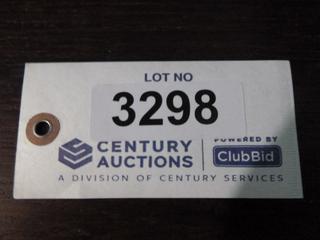 LOT NO
3298
CENTURY AUCTIONS
POWERED BY
ClubBid
A DIVISION OF CENTURY SERVICES